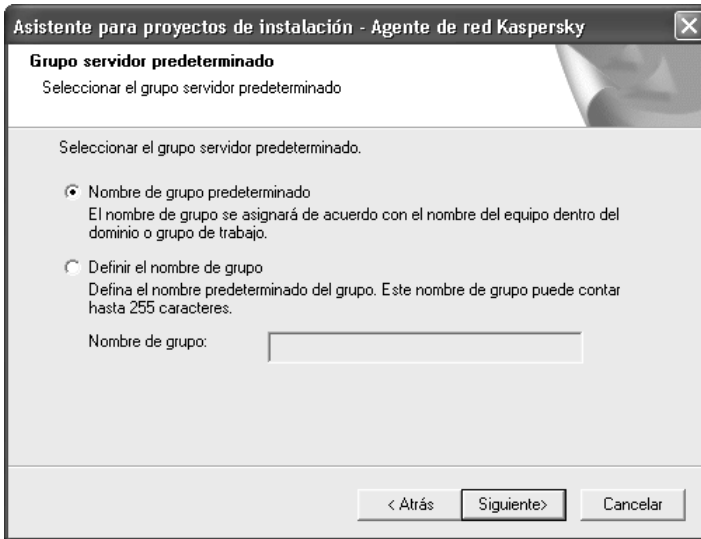 Asistente para proyectos de instalación - Agente de red Kaspersky
Grupo servidor predeterminado
Seleccionar el grupo servidor predeterminado
Seleccionar el grupo servidor predeterminado.
Nombre de grupo predeterminado
El nombre de grupo se asignará de acuerdo con el nombre del equipo dentro del
dominio o grupo de trabajo.
Definir el nombre de grupo
Defina el nombre predeterminado del grupo. Este nombre de grupo puede contar
hasta 255 caracteres.
Nombre de grupo:
< Atrás Siguiente> Cancelar